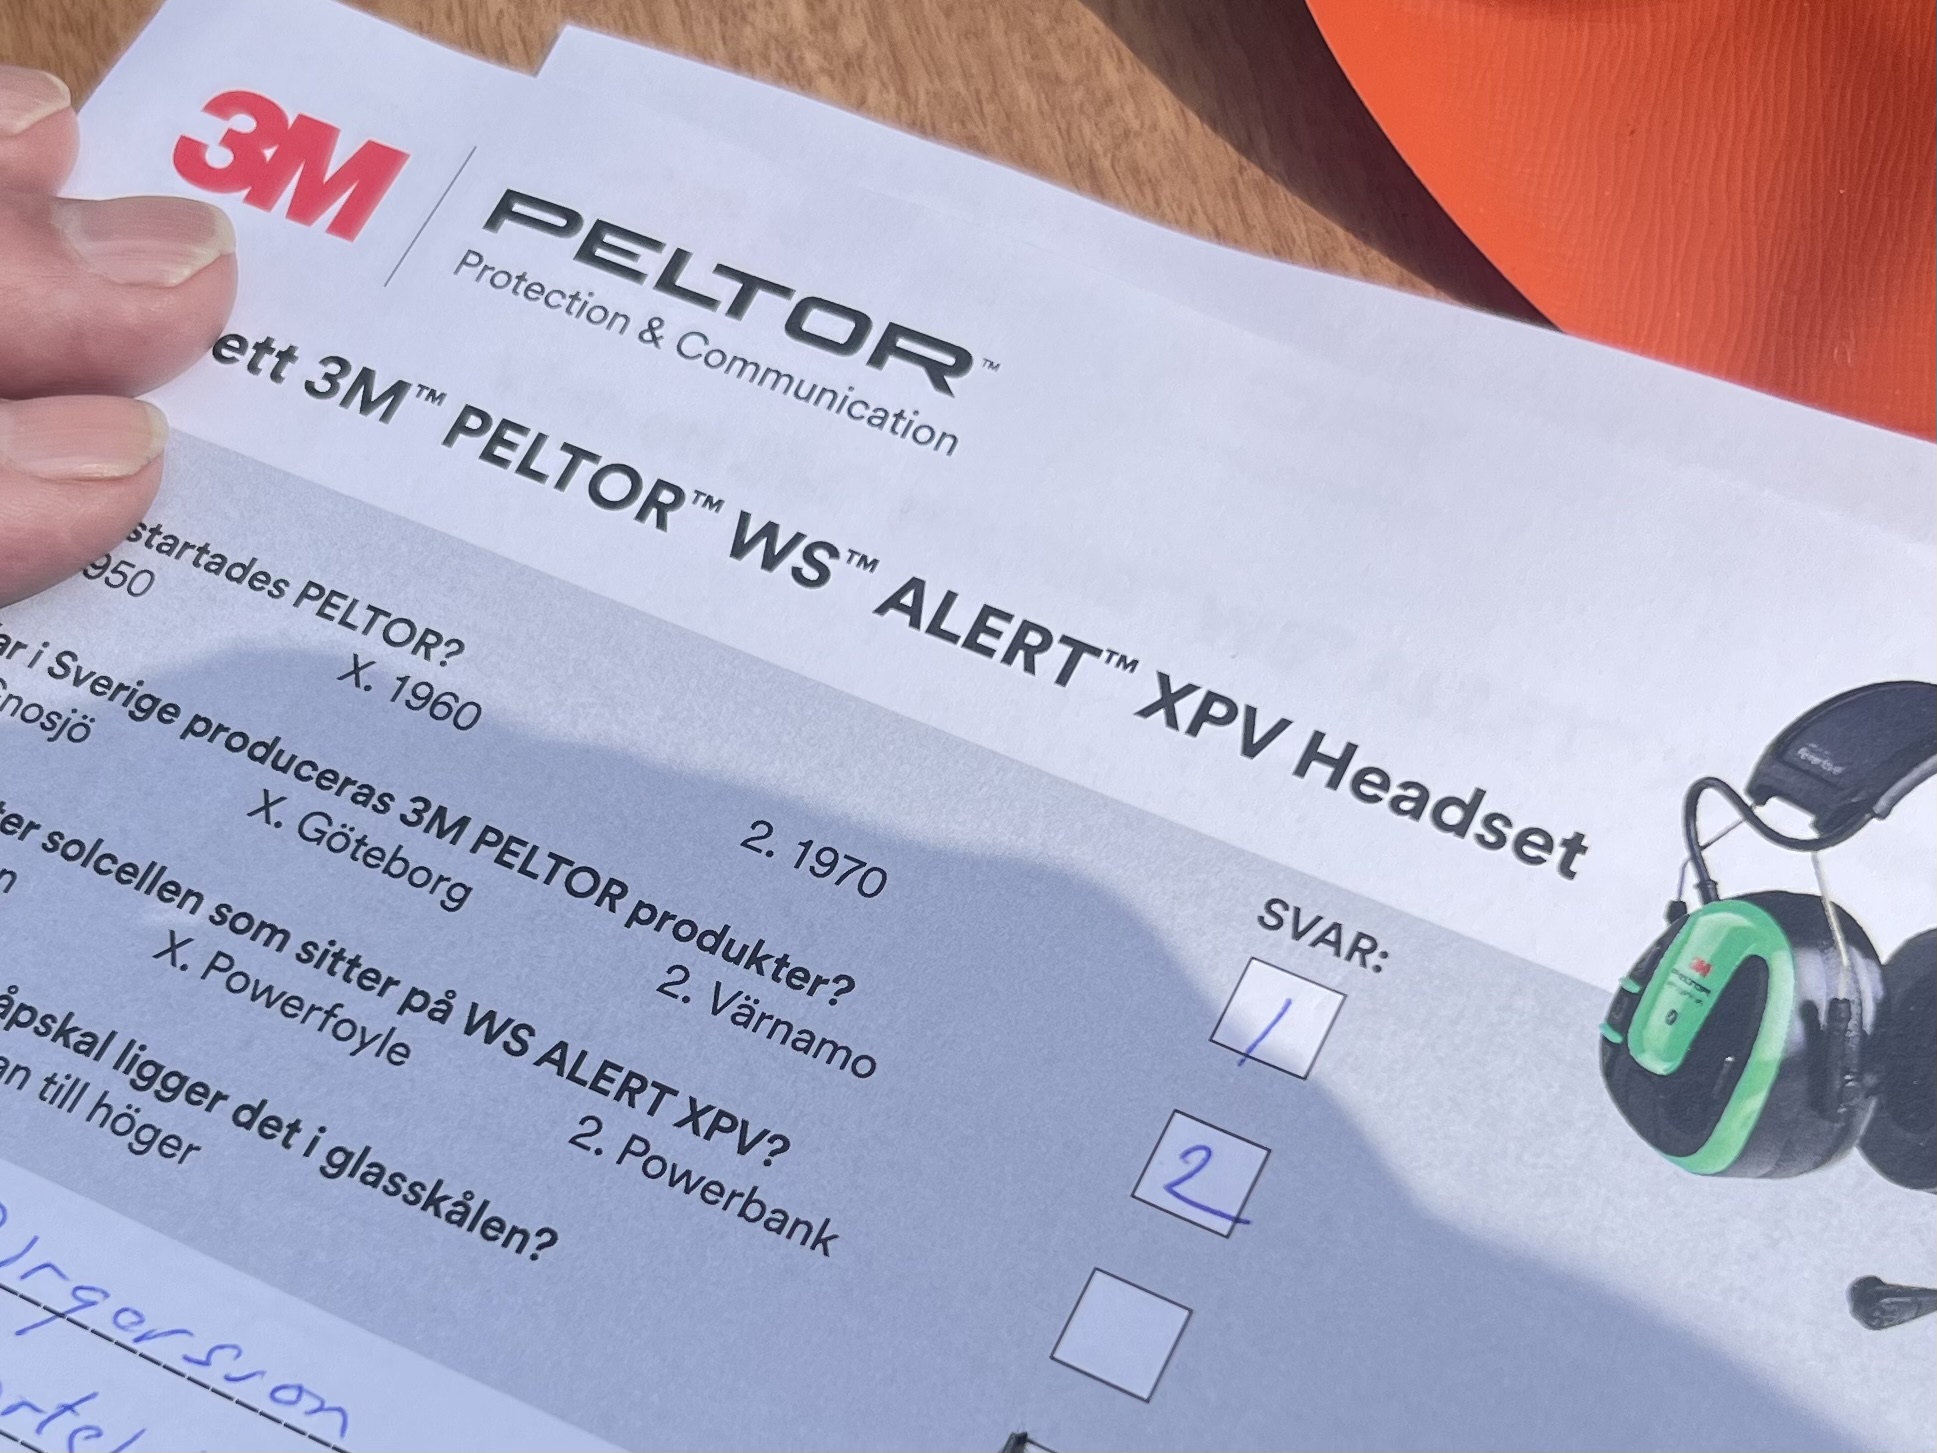 3M
PELTOR™
Protection & Communication
ett 3M™ PELTOR™ WS™ ALERT™ XPV Headset
startades PELTOR?
950 X. 1960 2. 1970
SVAR:
1
ar i Sverige produceras 3M PELTOR produkter?
nosjö X. Göteborg 2. Värnamo
2
ter solcellen som sitter på WS ALERT XPV?
n X. Powerfoyle 2. Powerbank
åpskal ligger det i glasskålen?
an till höger
3M
PELTOR